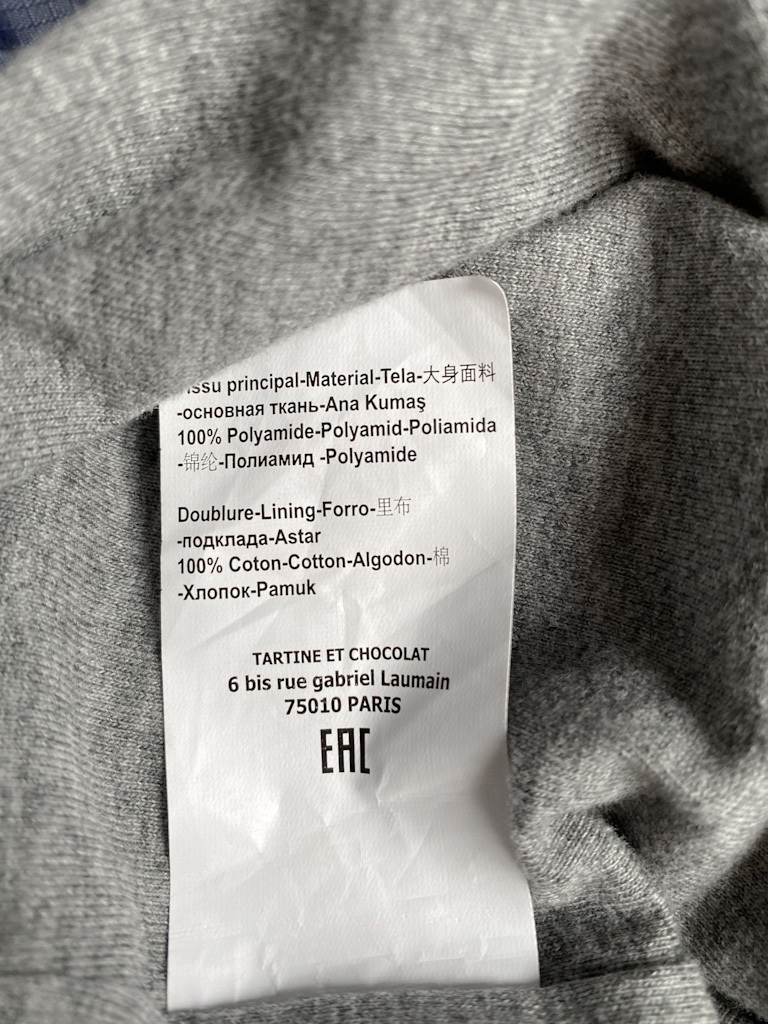 principal-Material-Tela-大身面料
-основная ткань-Ana Kumaş
100% Polyamide-Polyamid-Poliamida
-锦纶-Полиамид -Polyamide
Doublure-Lining-Forro-里布
-подклада-Astar
100% Coton-Cotton-Algodon-棉
-Хлопок-Pamuk
TARTINE ET CHOCOLAT
6 bis rue gabriel Laumain
75010 PARIS
EAC